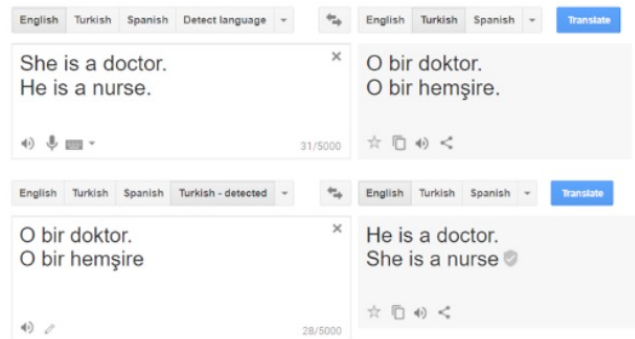 English Turkish Spanish Detect language
English Turkish Spanish Translate
She is a doctor.
He is a nurse.
31/5000
O bir doktor.
O bir hemşire.
English Turkish Spanish Turkish - detected
English Turkish Spanish Translate
O bir doktor.
O bir hemşire
28/5000
He is a doctor.
She is a nurse